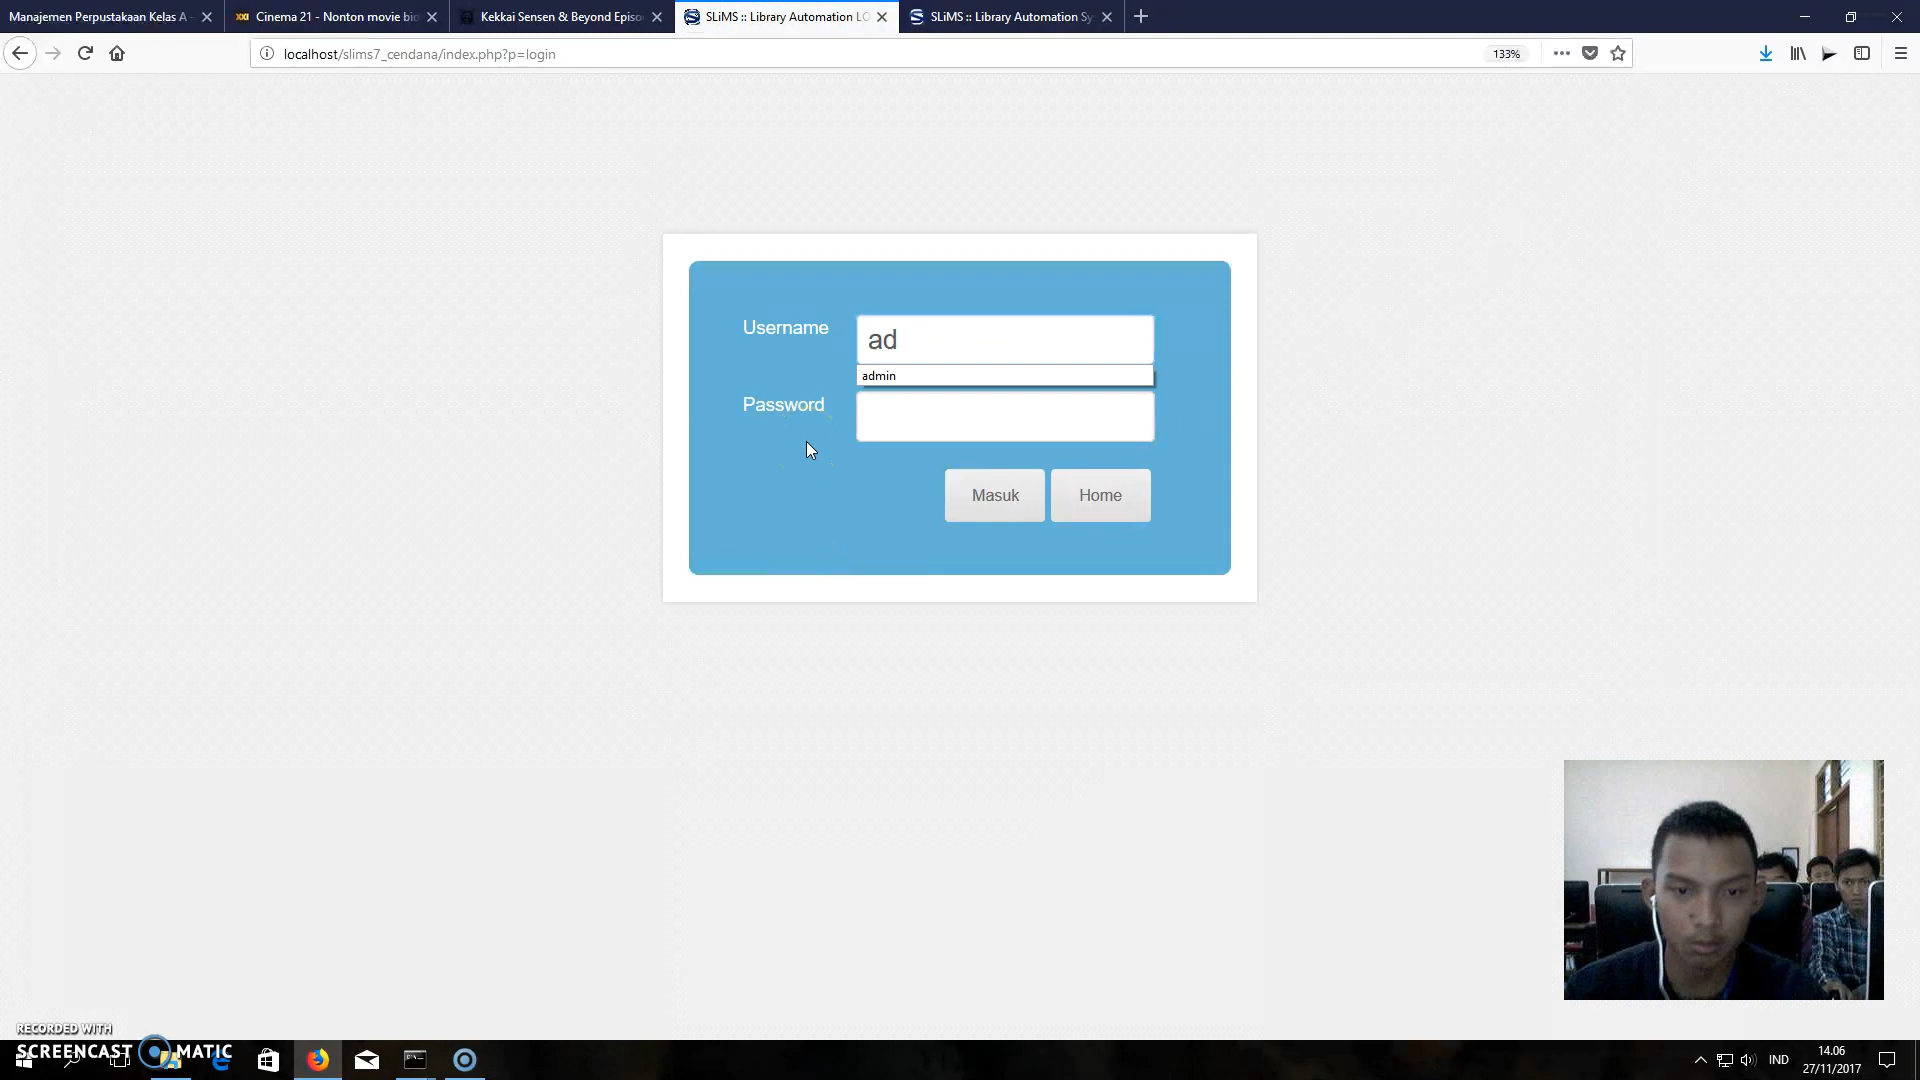 Manajemen Perpustakaan Kelas A -
Cinema 21 - Nonton movie bio
Kekkai Sensen & Beyond Episo
SLiMS :: Library Automation LO
SLiMS :: Library Automation Sy
localhost/slims7_cendana/index.php?p=login
133%
Username
ad
admin
Password
Masuk
Home
RECORDED WITH
SCREENCAST MATIC
IND
14.06
27/11/2017